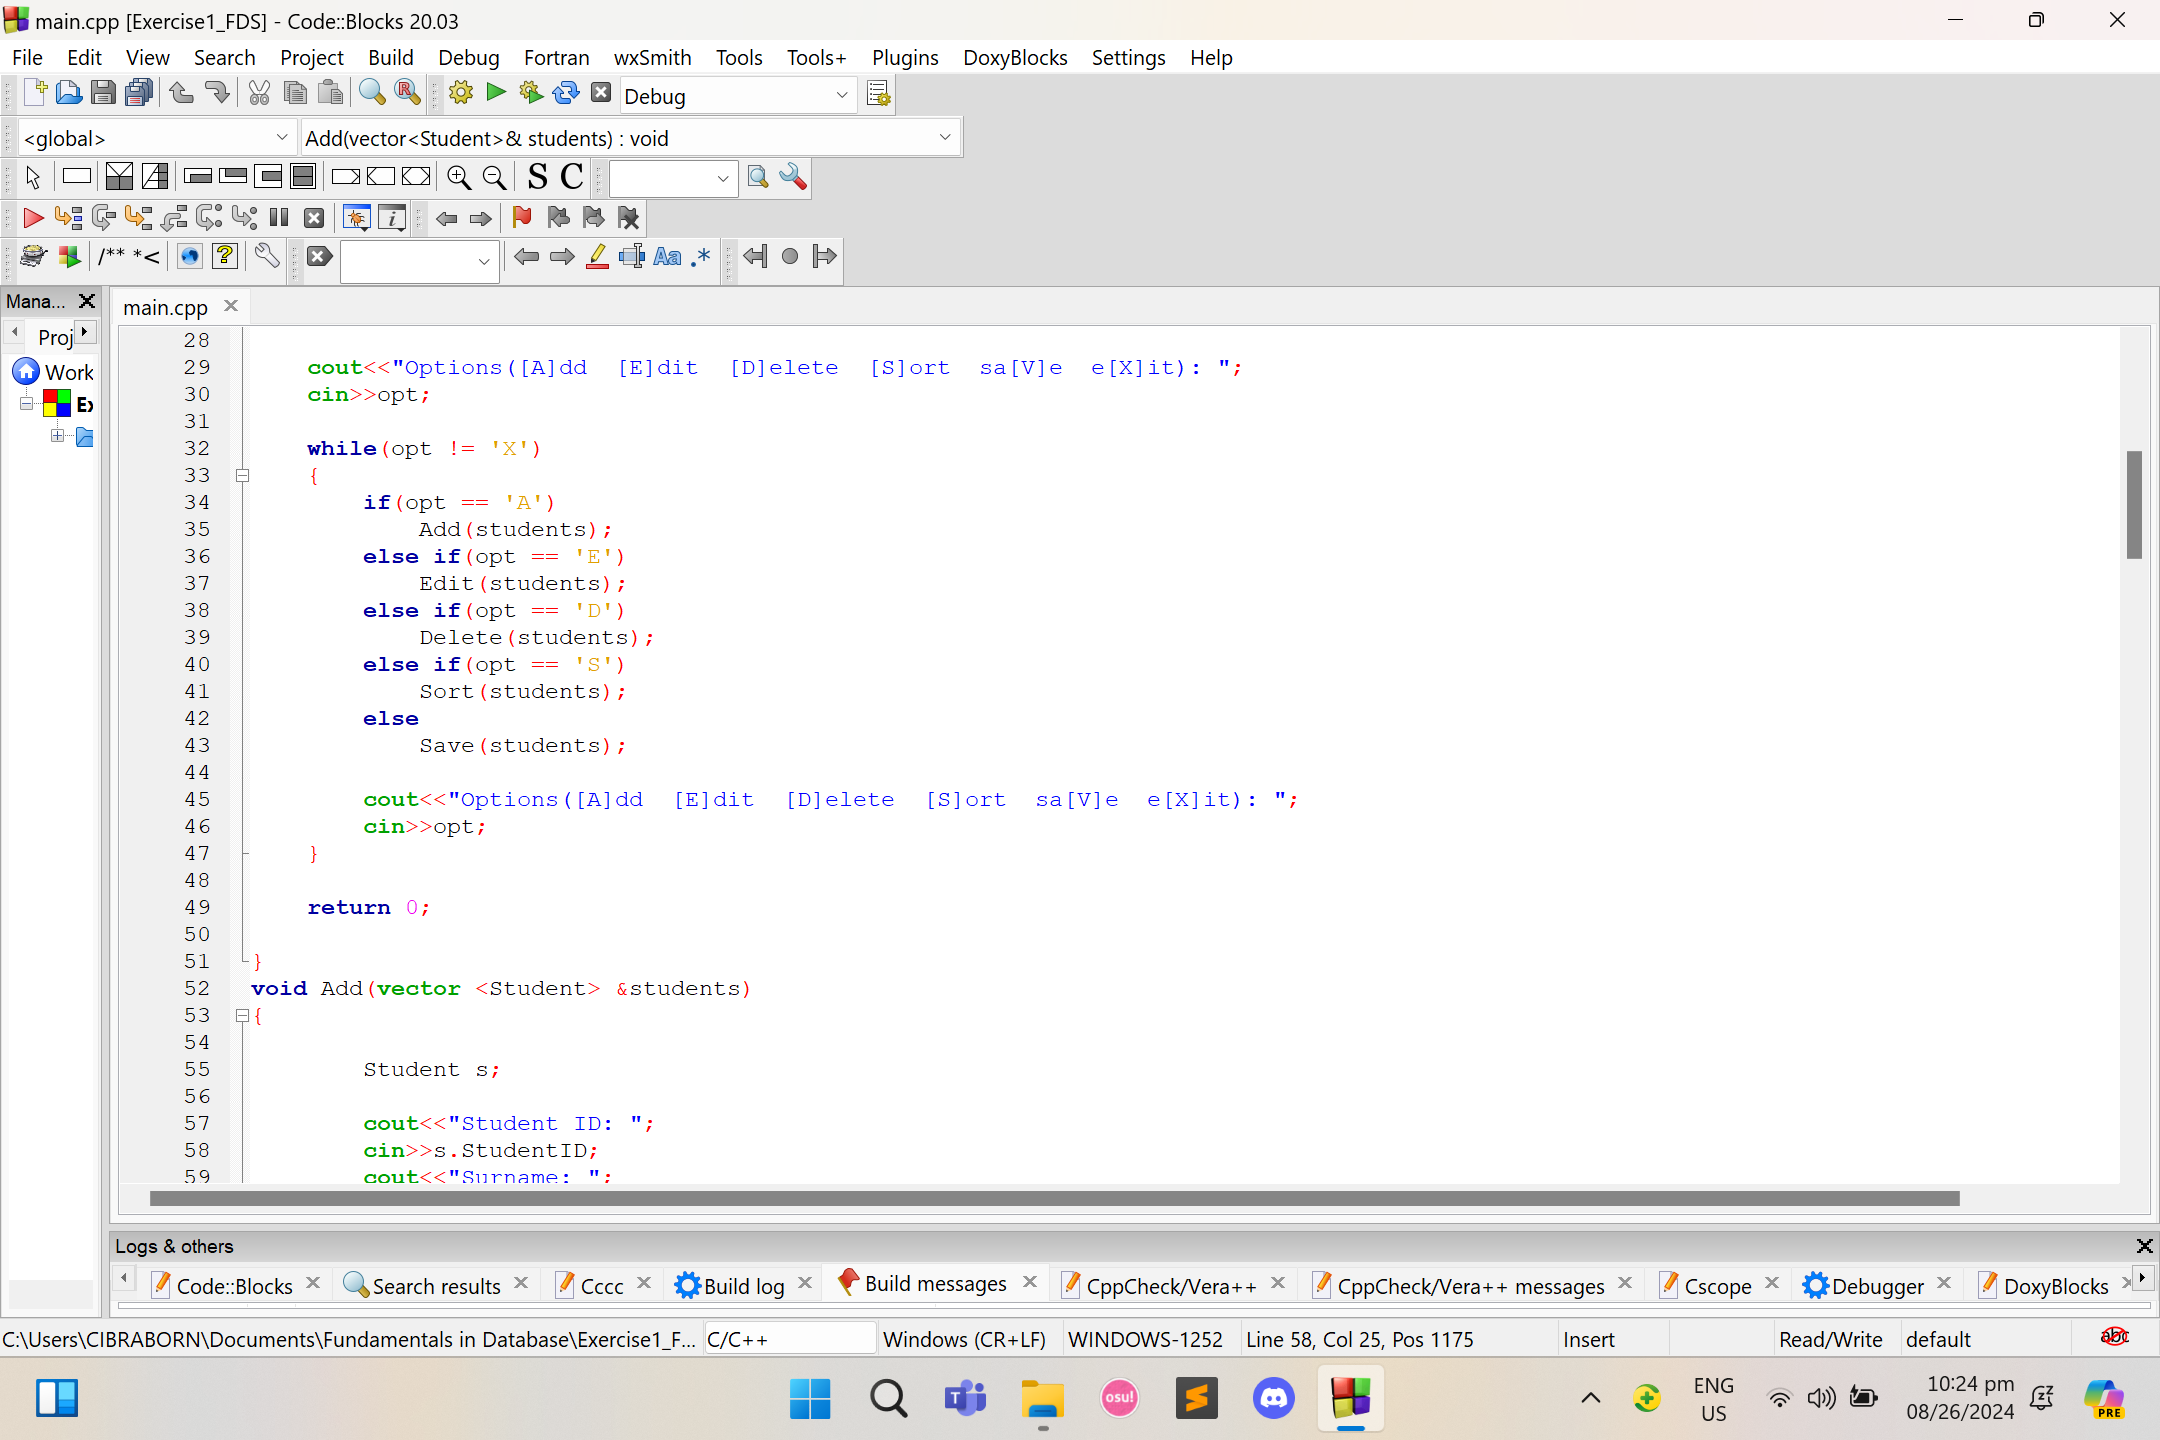 main.cpp [Exercise1_FDS] - Code::Blocks 20.03
File Edit View Search Project Build Debug Fortran wxSmith Tools Tools+ Plugins DoxyBlocks Settings Help
Debug
<global> Add(vector<Student>& students) : void
S C
/** *<
Aa .*
Mana...
main.cpp
Proj
Work
Ex
28
29 cout<<"Options([A]dd  [E]dit  [D]elete  [S]ort  sa[V]e  e[X]it): ";
30 cin>>opt;
31
32 while(opt != 'X')
33 {
34 if(opt == 'A')
35 Add(students);
36 else if(opt == 'E')
37 Edit(students);
38 else if(opt == 'D')
39 Delete(students);
40 else if(opt == 'S')
41 Sort(students);
42 else
43 Save(students);
44
45 cout<<"Options([A]dd  [E]dit  [D]elete  [S]ort  sa[V]e  e[X]it): ";
46 cin>>opt;
47 }
48
49 return 0;
50
51 }
52 void Add(vector <Student> &students)
53 {
54
55 Student s;
56
57 cout<<"Student ID: ";
58 cin>>s.StudentID;
59 cout<<"Surname: ";
Logs & others
Code::Blocks Search results Cccc Build log Build messages CppCheck/Vera++ CppCheck/Vera++ messages Cscope Debugger DoxyBlocks
C:\Users\CIBRABORN\Documents\Fundamentals in Database\Exercise1_F... C/C++ Windows (CR+LF) WINDOWS-1252 Line 58, Col 25, Pos 1175 Insert Read/Write default abc
osu!
ENG
US
10:24 pm
08/26/2024
PRE